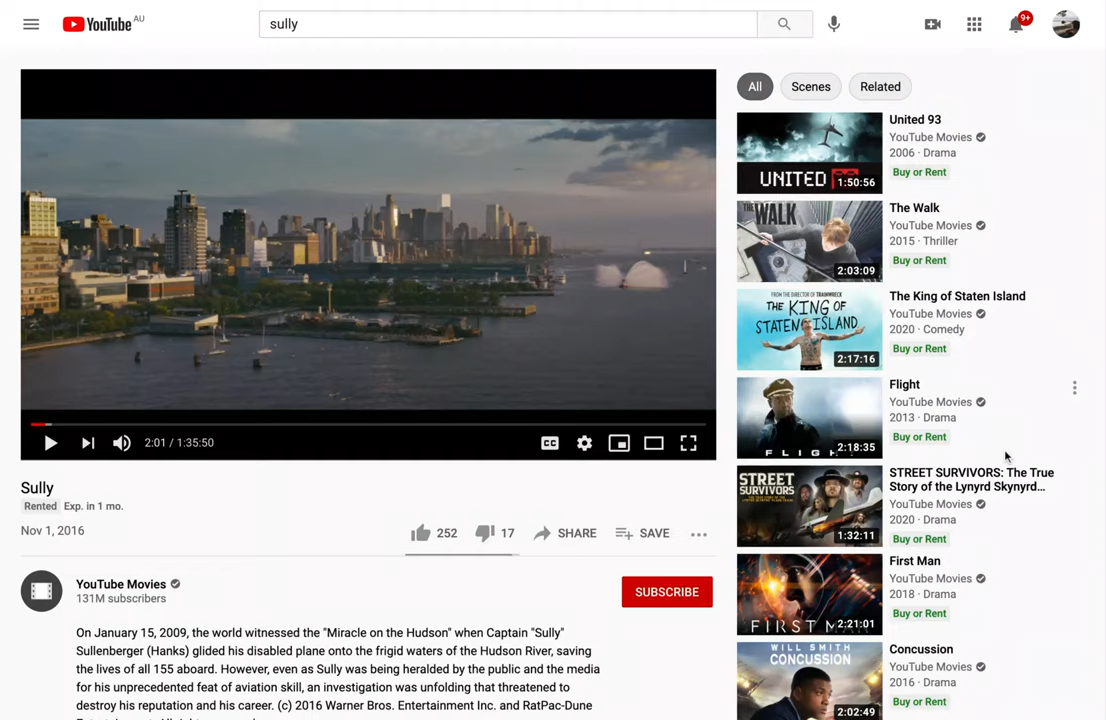 YouTube AU
sully
9+
2:01 / 1:35:50
CC
Sully
Rented Exp. in 1 mo.
Nov 1, 2016
252
17
SHARE
SAVE
YouTube Movies
131M subscribers
SUBSCRIBE
On January 15, 2009, the world witnessed the "Miracle on the Hudson" when Captain "Sully"
Sullenberger (Hanks) glided his disabled plane onto the frigid waters of the Hudson River, saving
the lives of all 155 aboard. However, even as Sully was being heralded by the public and the media
for his unprecedented feat of aviation skill, an investigation was unfolding that threatened to
destroy his reputation and his career. (c) 2016 Warner Bros. Entertainment Inc. and RatPac-Dune
All
Scenes
Related
UNITED
1:50:56
United 93
YouTube Movies
2006 · Drama
Buy or Rent
THE WALK
2:03:09
The Walk
YouTube Movies
2015 · Thriller
Buy or Rent
FROM THE DIRECTOR OF TRAINWRECK
THE KING OF
STATEN ISLAND
2:17:16
The King of Staten Island
YouTube Movies
2020 · Comedy
Buy or Rent
FLIGH
2:18:35
Flight
YouTube Movies
2013 · Drama
Buy or Rent
STREET
SURVIVORS
1:32:11
STREET SURVIVORS: The True
Story of the Lynyrd Skynyrd...
YouTube Movies
2020 · Drama
Buy or Rent
FIRST M
2:21:01
First Man
YouTube Movies
2018 · Drama
Buy or Rent
WILL SMITH
CONCUSSION
2:02:49
Concussion
YouTube Movies
2016 · Drama
Buy or Rent